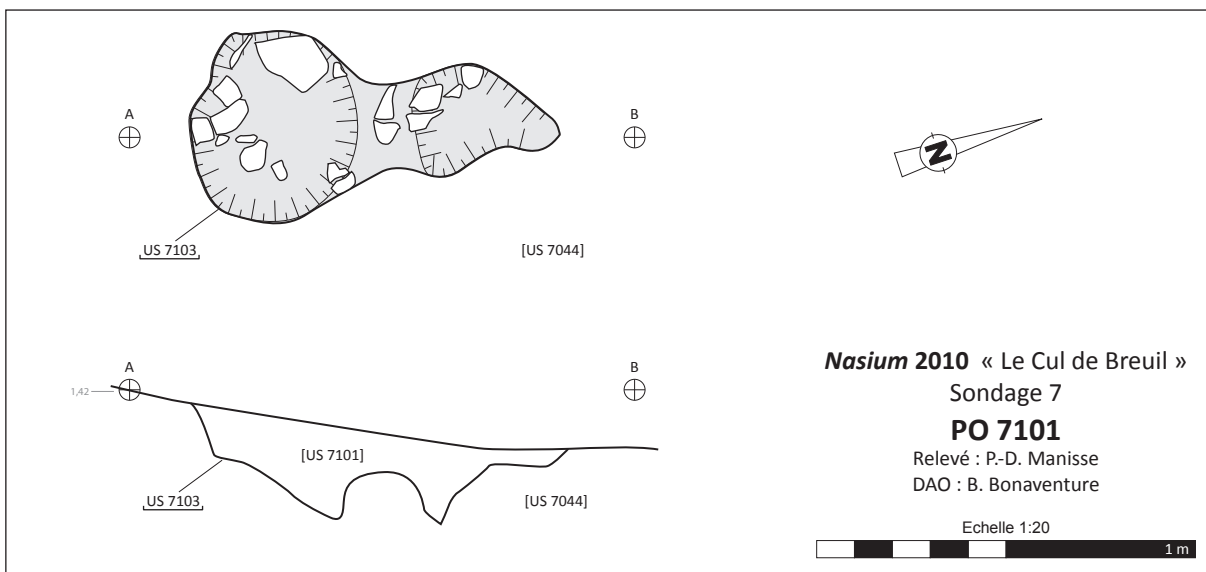 A
B
N
US 7103
[US 7044]
A
B
1,42
[US 7101]
US 7103
[US 7044]
Nasium 2010 « Le Cul de Breuil »
Sondage 7
PO 7101
Relevé : P.-D. Manisse
DAO : B. Bonaventure
Echelle 1:20
1 m